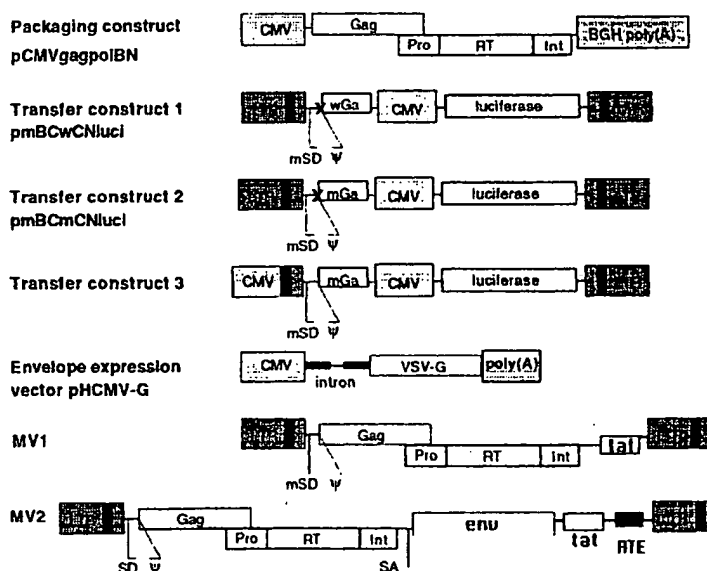 Packaging construct
pCMVgagpolBN
CMV Gag Pro RT Int BGH poly(A)
Transfer construct 1
pmBCwCNluci
wGa CMV luciferase
mSD Ψ
Transfer construct 2
pmBCmCNluci
mGa CMV luciferase
mSD Ψ
Transfer construct 3
CMV mGa CMV luciferase
mSD Ψ
Envelope expression
vector pHCMV-G
CMV intron VSV-G poly(A)
MV1
Gag Pro RT Int tat
mSD Ψ
MV2
Gag Pro RT Int env tat RTE
SD Ψ SA